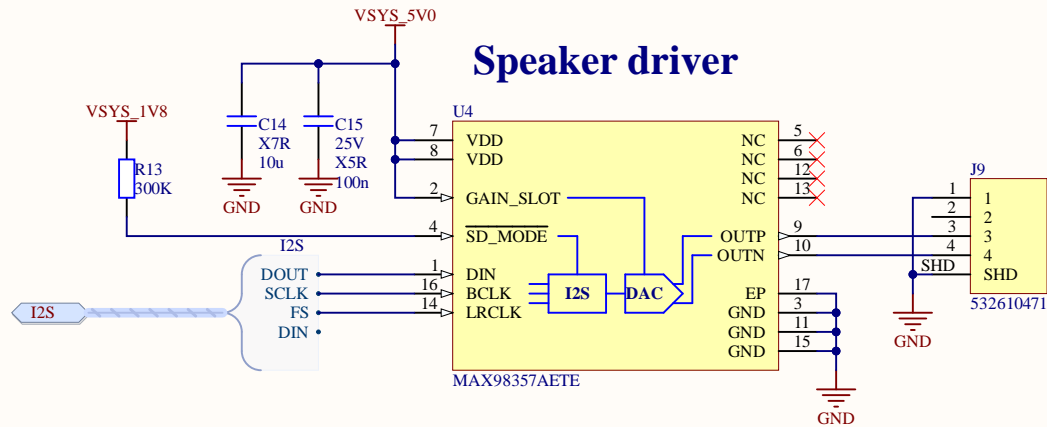 VSYS_5V0
Speaker driver
VSYS_1V8
R13
300K
C14
X7R
10u
GND
C15
25V
X5R
100n
GND
U4
7 VDD
8 VDD
2 GAIN_SLOT
4 SD_MODE
1 DIN
16 BCLK
14 LRCLK
I2S
DAC
NC 5
NC 6
NC 12
NC 13
OUTP 9
OUTN 10
EP 17
GND 3
GND 11
GND 15
MAX98357AETE
GND
I2S
DOUT
SCLK
FS
DIN
I2S
J9
1 1
2 2
3 3
4 4
SHD SHD
532610471
GND